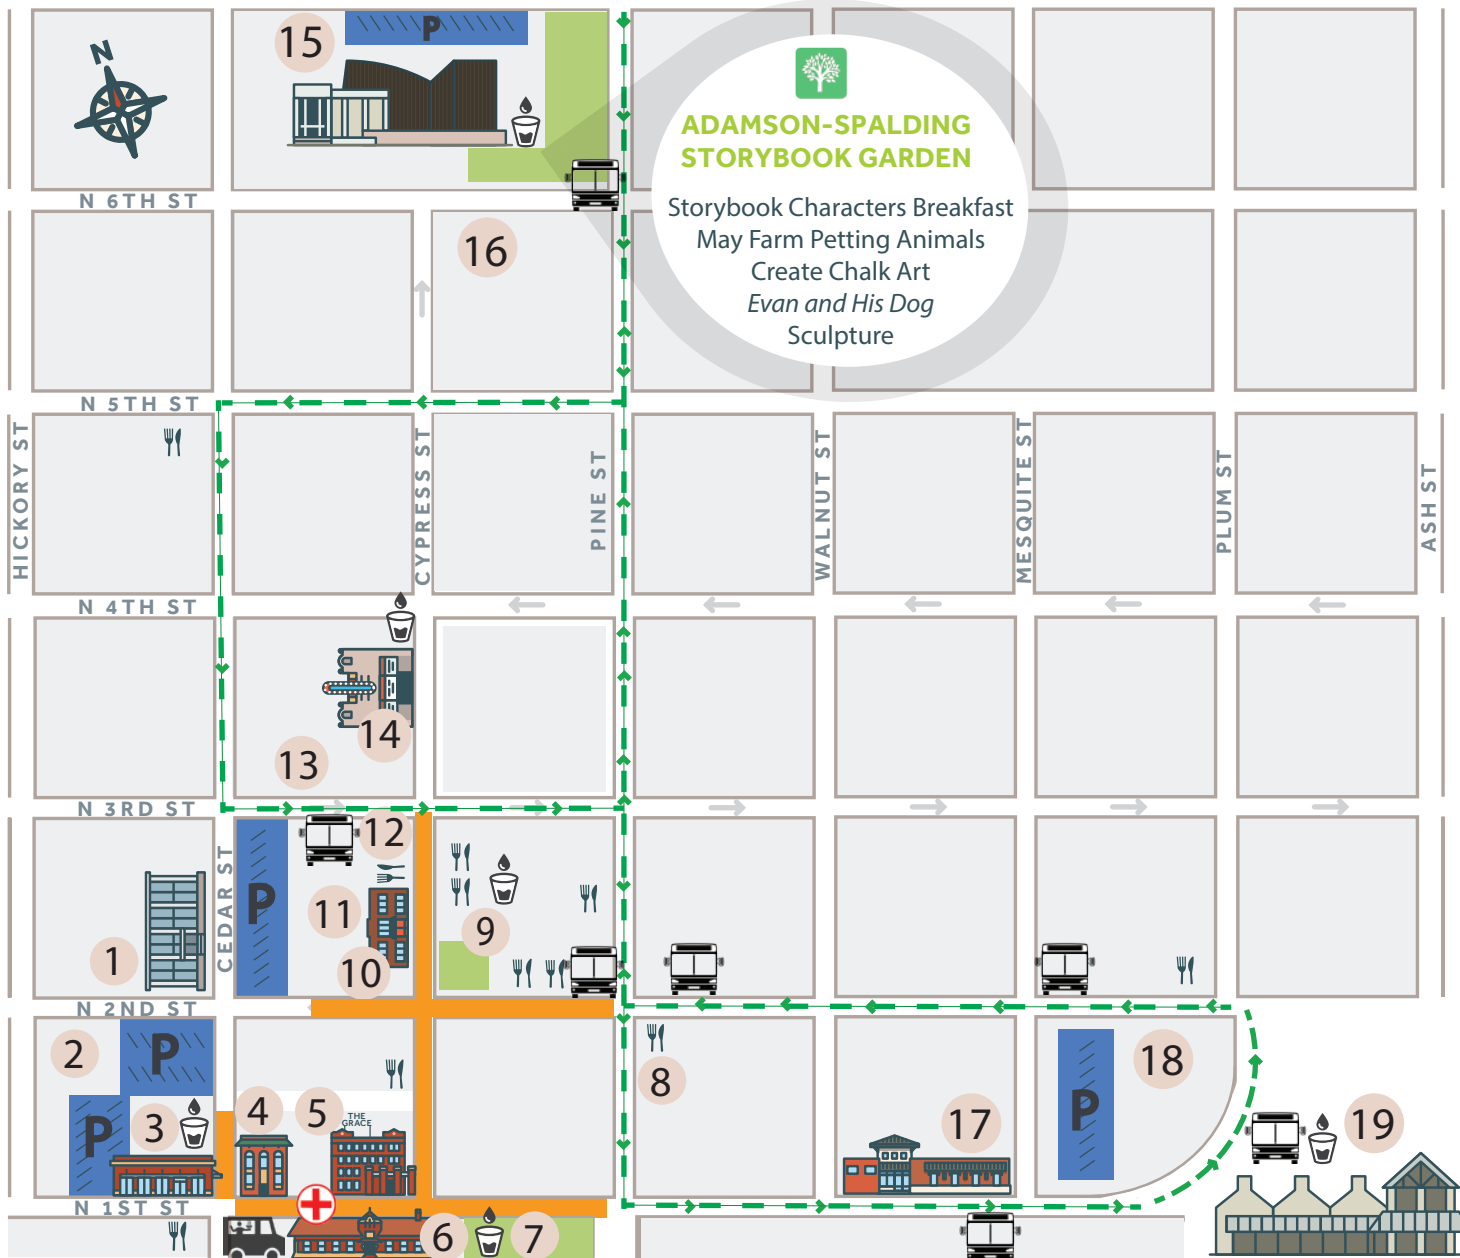 N
15
P
ADAMSON-SPALDING
STORYBOOK GARDEN
Storybook Characters Breakfast
May Farm Petting Animals
Create Chalk Art
Evan and His Dog
Sculpture
N 6TH ST
16
N 5TH ST
HICKORY ST
CYPRESS ST
PINE ST
WALNUT ST
MESQUITE ST
PLUM ST
ASH ST
N 4TH ST
14
13
N 3RD ST
CEDAR ST
P
12
11
10
9
1
N 2ND ST
2
P
P
3
4
5
THE
GRACE
8
17
P
18
19
N 1ST ST
6
7